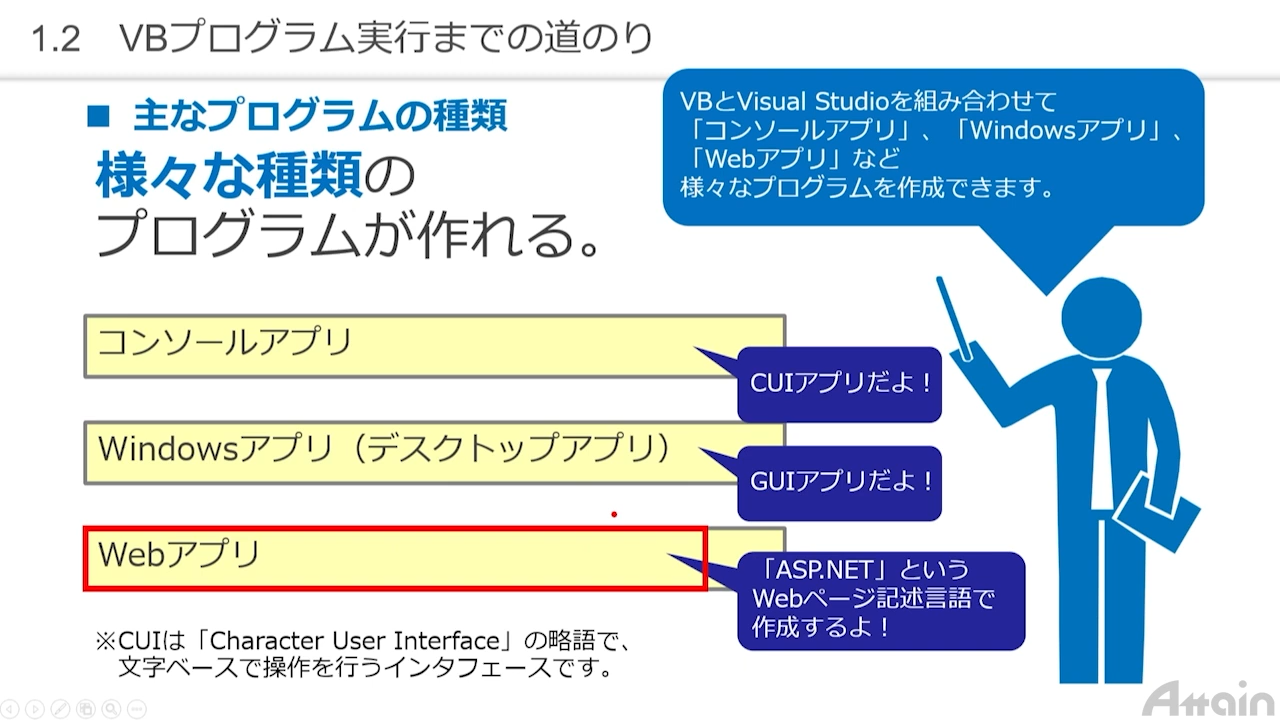 1.2 VBプログラム実行までの道のり
■ 主なプログラムの種類
様々な種類の
プログラムが作れる。
VBとVisual Studioを組み合わせて
「コンソールアプリ」、「Windowsアプリ」、
「Webアプリ」など
様々なプログラムを作成できます。
コンソールアプリ
CUIアプリだよ！
Windowsアプリ（デスクトップアプリ）
GUIアプリだよ！
Webアプリ
「ASP.NET」という
Webページ記述言語で
作成するよ！
※CUIは「Character User Interface」の略語で、
文字ベースで操作を行うインタフェースです。
Attain